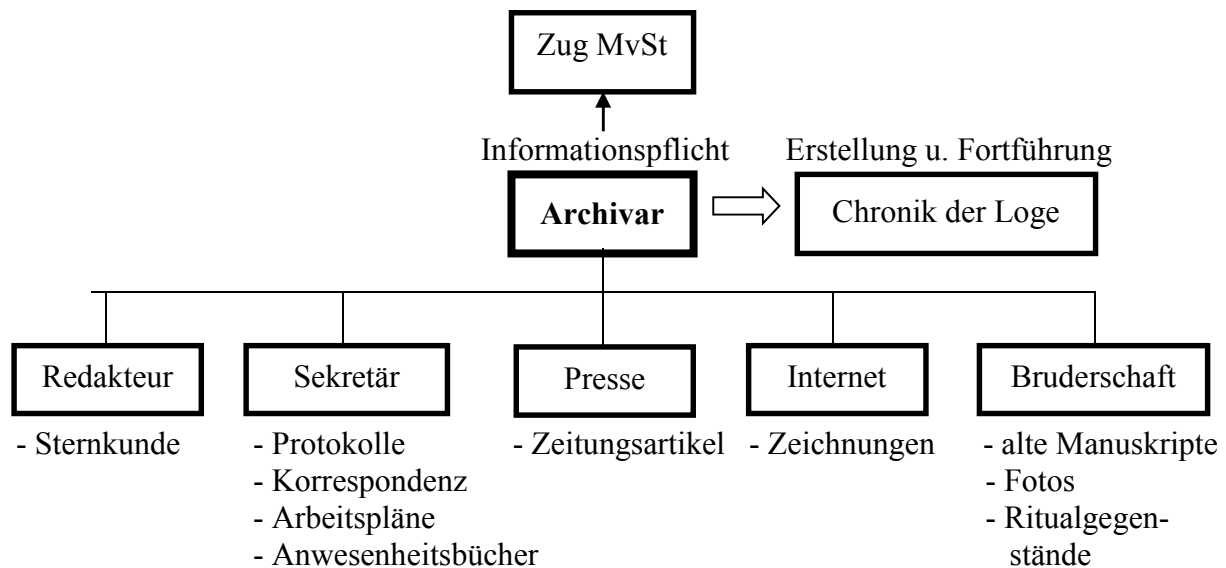 Zug MvSt
Informationspflicht
Erstellung u. Fortführung
Archivar
Chronik der Loge
Redakteur
- Sternkunde
Sekretär
- Protokolle
- Korrespondenz
- Arbeitspläne
- Anwesenheitsbücher
Presse
- Zeitungsartikel
Internet
- Zeichnungen
Bruderschaft
- alte Manuskripte
- Fotos
- Ritualgegen-
stände